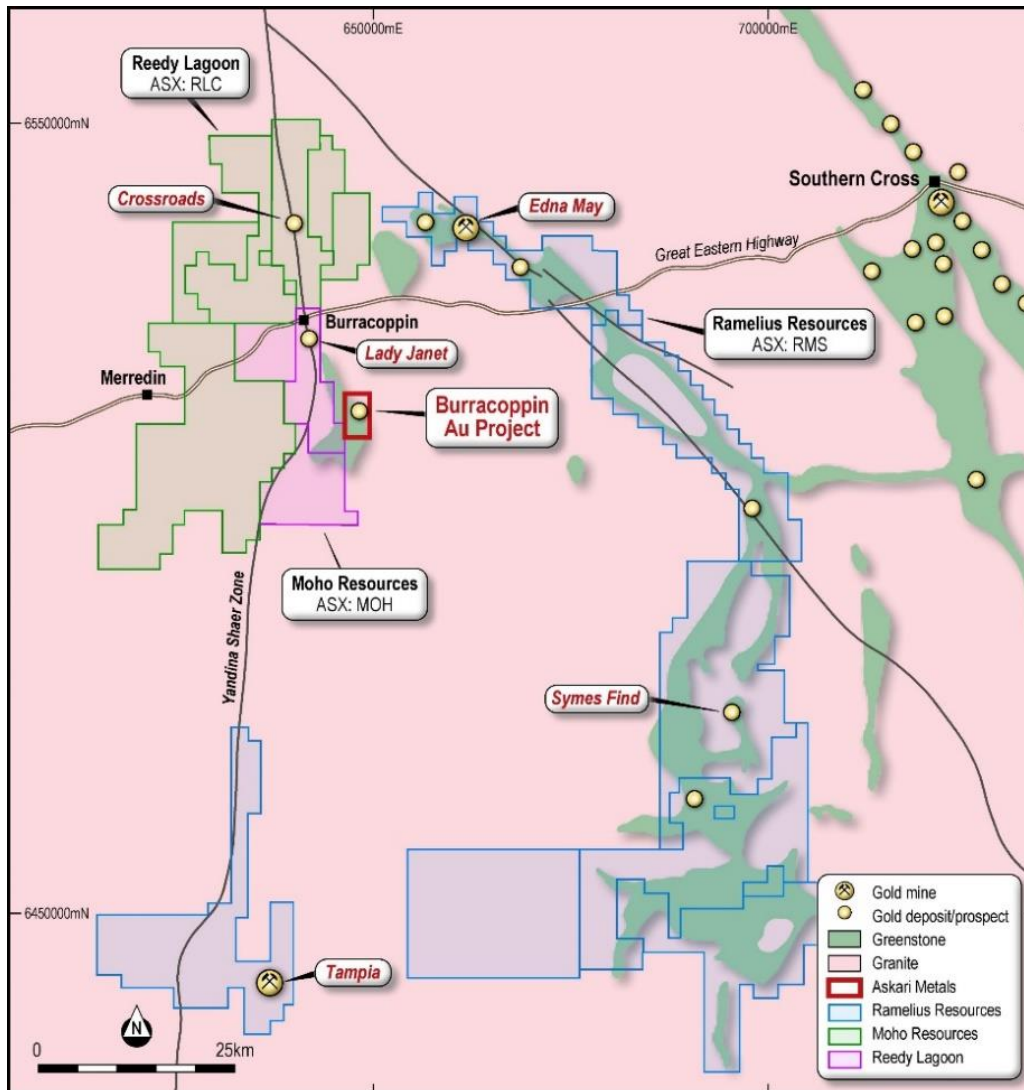 650000mE
700000mE
Reedy Lagoon
ASX: RLC
6550000mN
Southern Cross
Crossroads
Edna May
Great Eastern Highway
Burracoppin
Ramelius Resources
ASX: RMS
Lady Janet
Merredin
Burracoppin
Au Project
Moho Resources
ASX: MOH
Yandina Shaer Zone
Symes Find
6450000mN
Tampia
Gold mine
Gold deposit/prospect
Greenstone
Granite
Askari Metals
Ramelius Resources
Moho Resources
Reedy Lagoon
N
0
25km